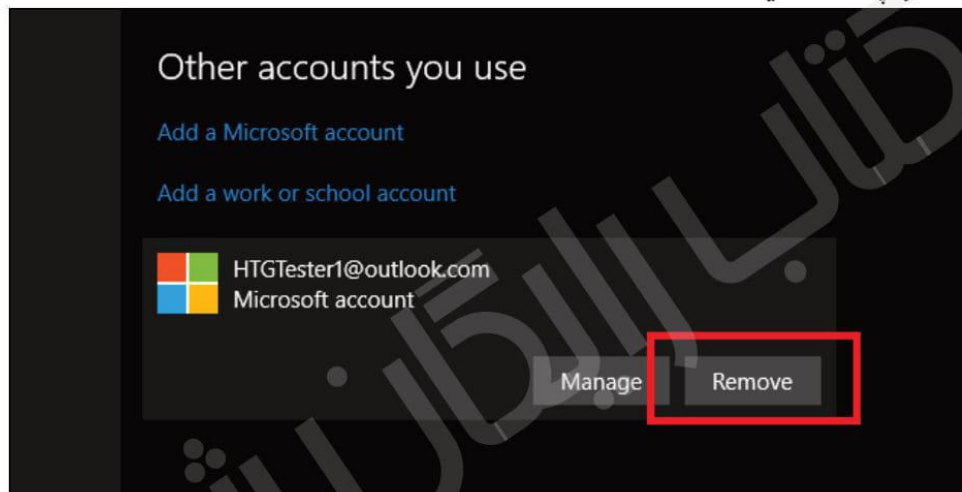 Other accounts you use
Add a Microsoft account
Add a work or school account
HTGTester1@outlook.com
Microsoft account
Manage
Remove